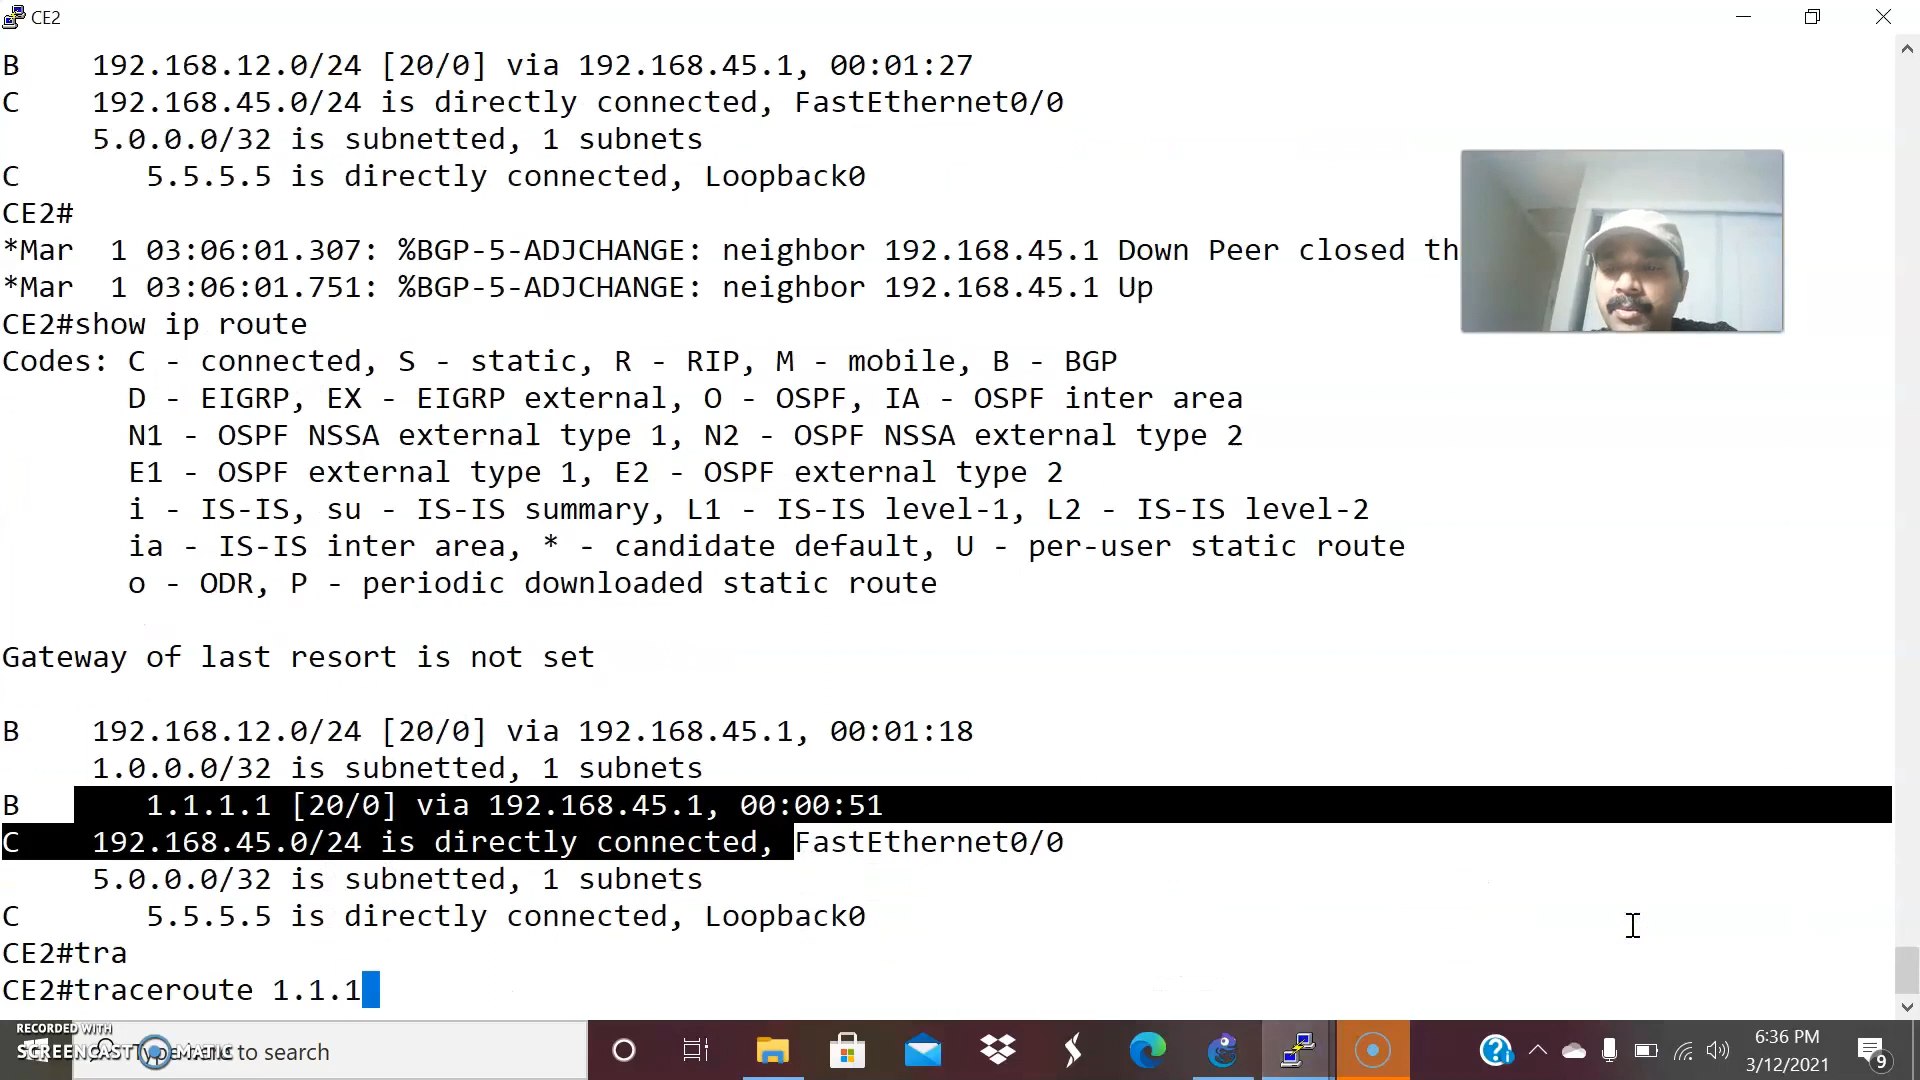 CE2
B    192.168.12.0/24 [20/0] via 192.168.45.1, 00:01:27
C    192.168.45.0/24 is directly connected, FastEthernet0/0
     5.0.0.0/32 is subnetted, 1 subnets
C       5.5.5.5 is directly connected, Loopback0
CE2#
*Mar  1 03:06:01.307: %BGP-5-ADJCHANGE: neighbor 192.168.45.1 Down Peer closed th
*Mar  1 03:06:01.751: %BGP-5-ADJCHANGE: neighbor 192.168.45.1 Up
CE2#show ip route
Codes: C - connected, S - static, R - RIP, M - mobile, B - BGP
       D - EIGRP, EX - EIGRP external, O - OSPF, IA - OSPF inter area
       N1 - OSPF NSSA external type 1, N2 - OSPF NSSA external type 2
       E1 - OSPF external type 1, E2 - OSPF external type 2
       i - IS-IS, su - IS-IS summary, L1 - IS-IS level-1, L2 - IS-IS level-2
       ia - IS-IS inter area, * - candidate default, U - per-user static route
       o - ODR, P - periodic downloaded static route
Gateway of last resort is not set
B    192.168.12.0/24 [20/0] via 192.168.45.1, 00:01:18
     1.0.0.0/32 is subnetted, 1 subnets
B       1.1.1.1 [20/0] via 192.168.45.1, 00:00:51
C    192.168.45.0/24 is directly connected, FastEthernet0/0
     5.0.0.0/32 is subnetted, 1 subnets
C       5.5.5.5 is directly connected, Loopback0
CE2#tra
CE2#traceroute 1.1.1
RECORDED WITH
SCREENCAST MATIC
Type here to search
6:36 PM
3/12/2021
9